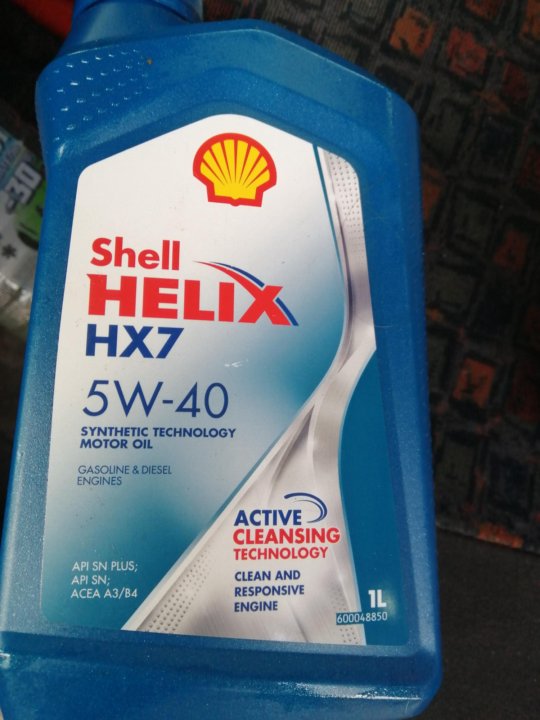 Shell
HELIX
HX7
5W-40
SYNTHETIC TECHNOLOGY
MOTOR OIL
GASOLINE & DIESEL
ENGINES
ACTIVE
CLEANSING
TECHNOLOGY
CLEAN AND
RESPONSIVE
ENGINE
API SN PLUS;
API SN;
ACEA A3/B4
1L
600048850
-30